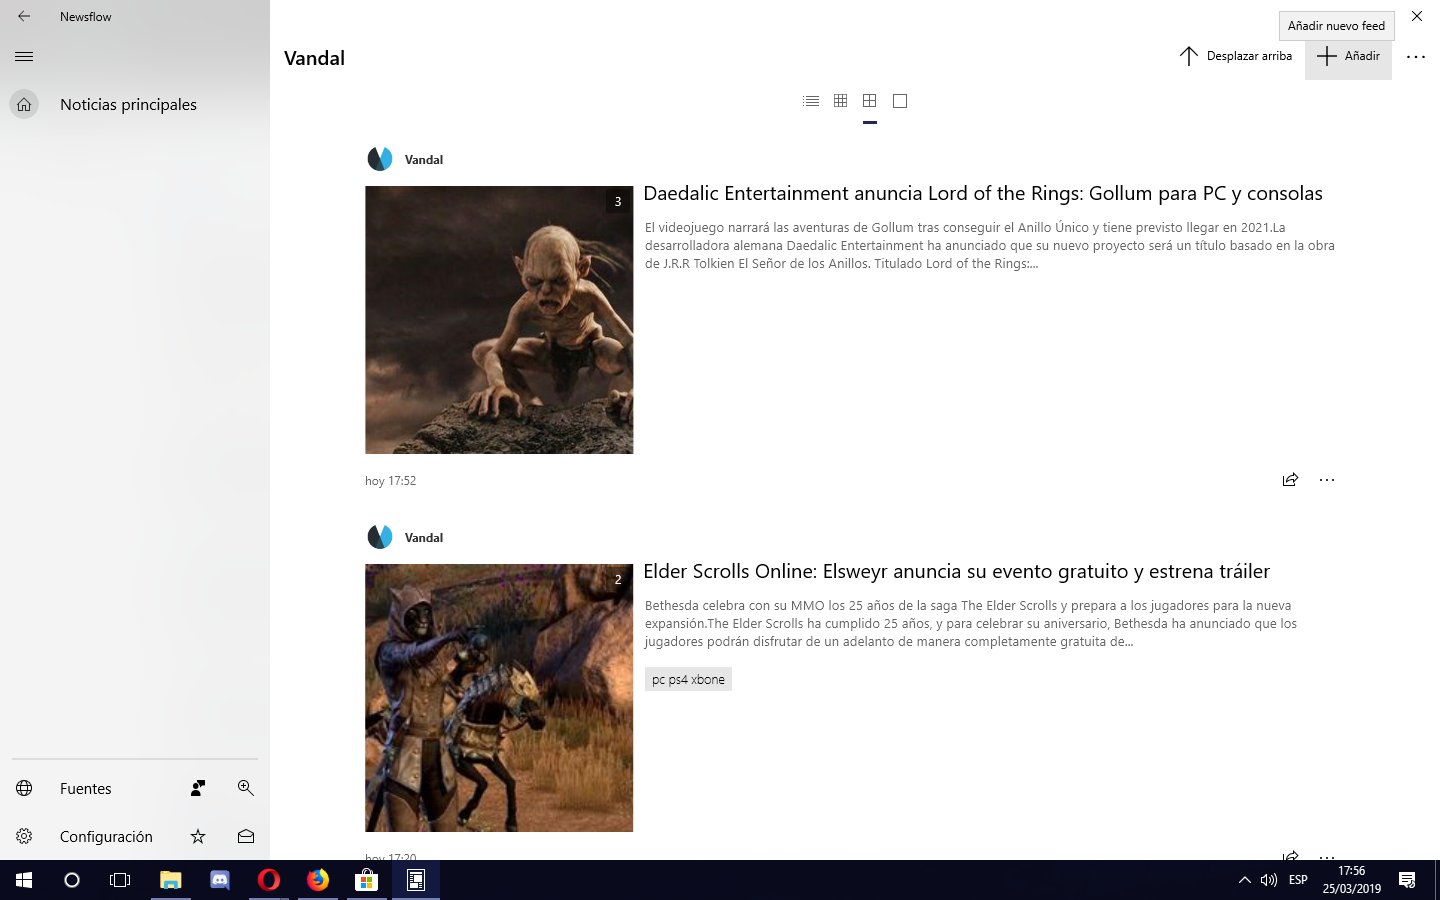 Newsflow
Añadir nuevo feed
Vandal
Desplazar arriba
Añadir
Noticias principales
Vandal
3
Daedalic Entertainment anuncia Lord of the Rings: Gollum para PC y consolas
El videojuego narrará las aventuras de Gollum tras conseguir el Anillo Único y tiene previsto llegar en 2021.La
desarrolladora alemana Daedalic Entertainment ha anunciado que su nuevo proyecto será un título basado en la obra
de J.R.R Tolkien El Señor de los Anillos. Titulado Lord of the Rings:...
hoy 17:52
Vandal
2
Elder Scrolls Online: Elsweyr anuncia su evento gratuito y estrena tráiler
Bethesda celebra con su MMO los 25 años de la saga The Elder Scrolls y prepara a los jugadores para la nueva
expansión.The Elder Scrolls ha cumplido 25 años, y para celebrar su aniversario, Bethesda ha anunciado que los
jugadores podrán disfrutar de un adelanto de manera completamente gratuita de...
pc ps4 xbone
hoy 17:20
Fuentes
Configuración
ESP
17:56
25/03/2019